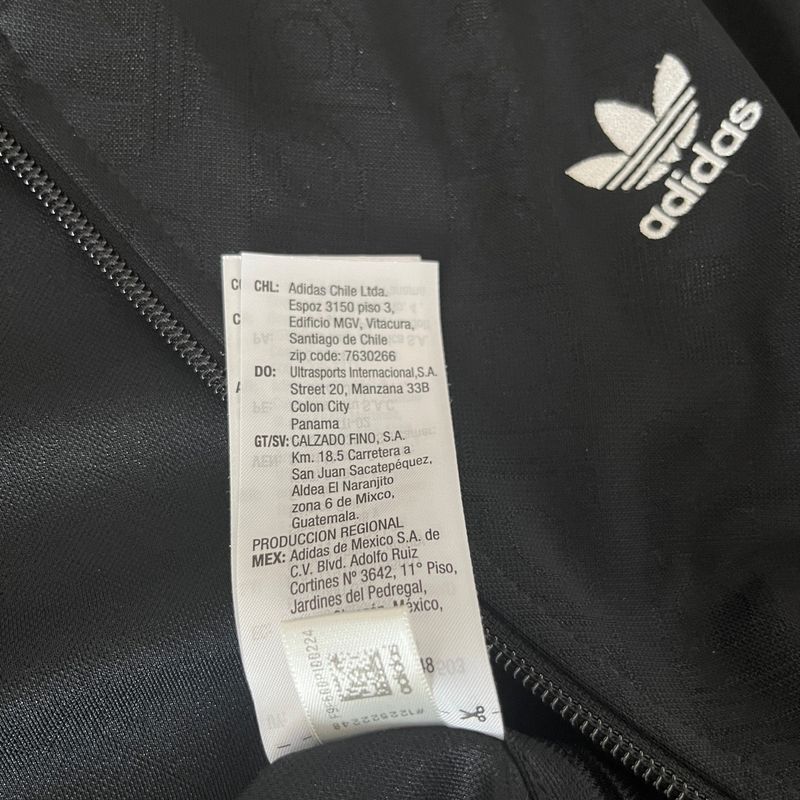 adidas
CHL: Adidas Chile Ltda.
Espoz 3150 piso 3,
Edificio MGV, Vitacura,
Santiago de Chile
zip code: 7630266
DO: Ultrasports Internacional,S.A.
Street 20, Manzana 33B
Colon City
Panama
GT/SV: CALZADO FINO, S.A.
Km. 18.5 Carretera a
San Juan Sacatepéquez,
Aldea El Naranjito
zona 6 de Mixco,
Guatemala.
PRODUCCION REGIONAL
MEX: Adidas de Mexico S.A. de
C.V. Blvd. Adolfo Ruiz
Cortines Nº 3642, 11° Piso,
Jardines del Pedregal,
México,
adidas
#122522248